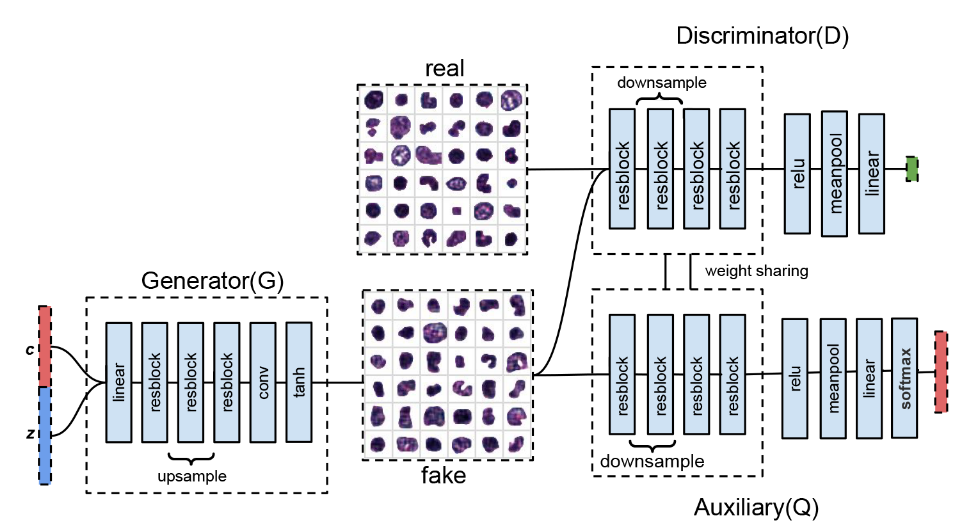 Discriminator(D)
real
downsample
resblock
resblock
resblock
resblock
relu
meanpool
linear
weight sharing
Generator(G)
c
z
linear
resblock
resblock
resblock
conv
tanh
upsample
fake
resblock
resblock
resblock
resblock
relu
meanpool
linear
softmax
downsample
Auxiliary(Q)